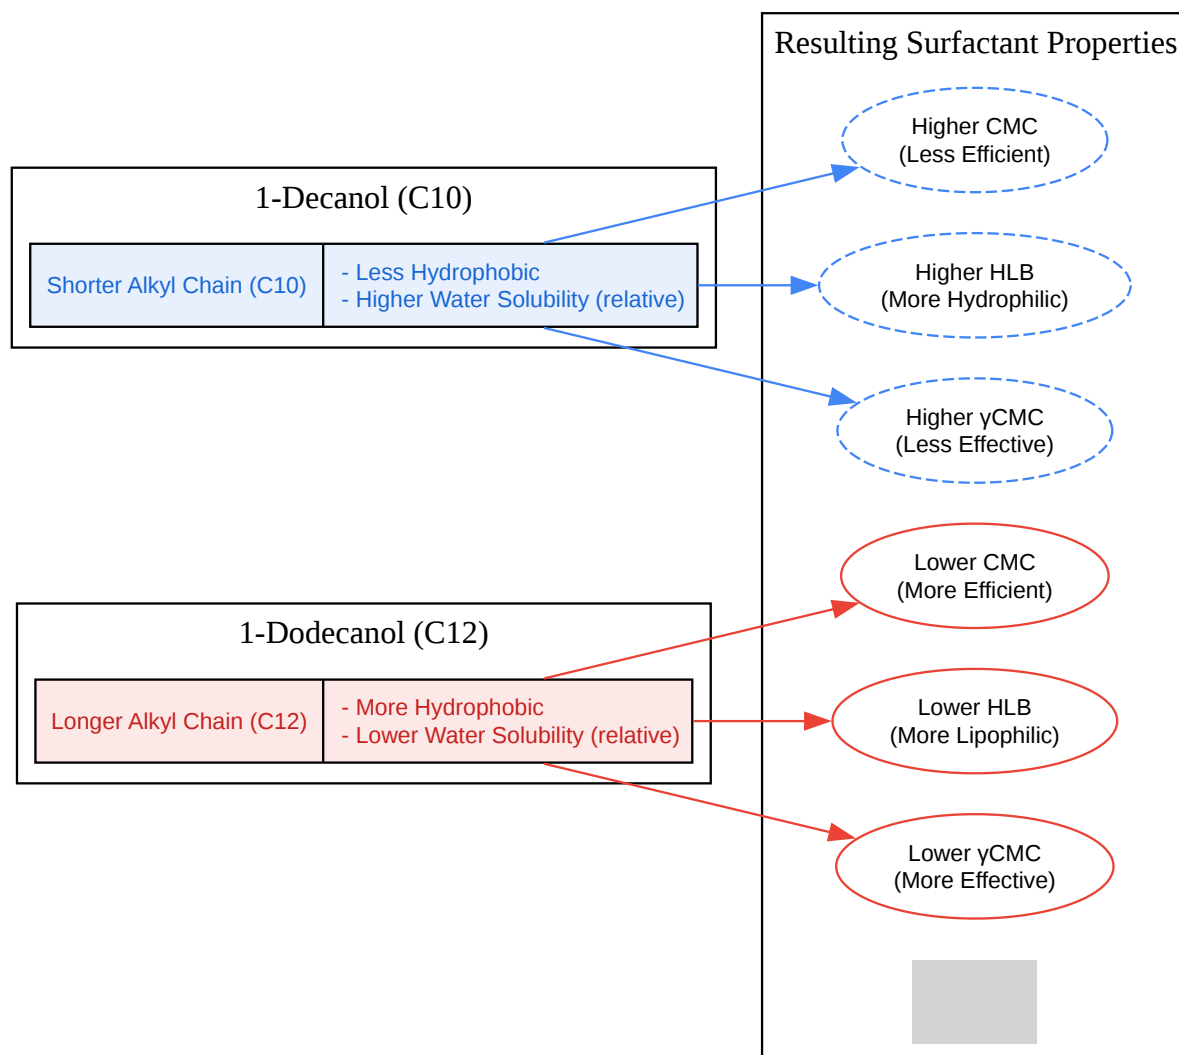 Resulting Surfactant Properties
Higher CMC
(Less Efficient)
1-Decanol (C10)
Shorter Alkyl Chain (C10)
- Less Hydrophobic
- Higher Water Solubility (relative)
Higher HLB
(More Hydrophilic)
Higher γCMC
(Less Effective)
Lower CMC
(More Efficient)
1-Dodecanol (C12)
Longer Alkyl Chain (C12)
- More Hydrophobic
- Lower Water Solubility (relative)
Lower HLB
(More Lipophilic)
Lower γCMC
(More Effective)